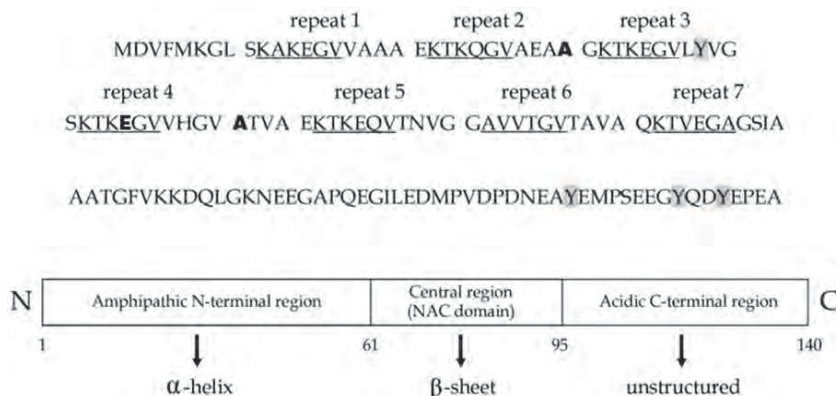 repeat 1 repeat 2 repeat 3
MDVFMKGL SKAKEGVVAAA EKTKQGVAEAA GKTKEGVLYVG
repeat 4 repeat 5 repeat 6 repeat 7
SKTKEGVVHGV ATVA EKTKEQVTNVG GAVVTGVTAVA QKTVEGAGSIA
AATGFVKKDQLGKNEEGAPQEGILEDMPVDPDNEAYEMPSEEGYQDYEPEA
N Amphipathic N-terminal region Central region (NAC domain) Acidic C-terminal region C
1 61 95 140
α-helix β-sheet unstructured